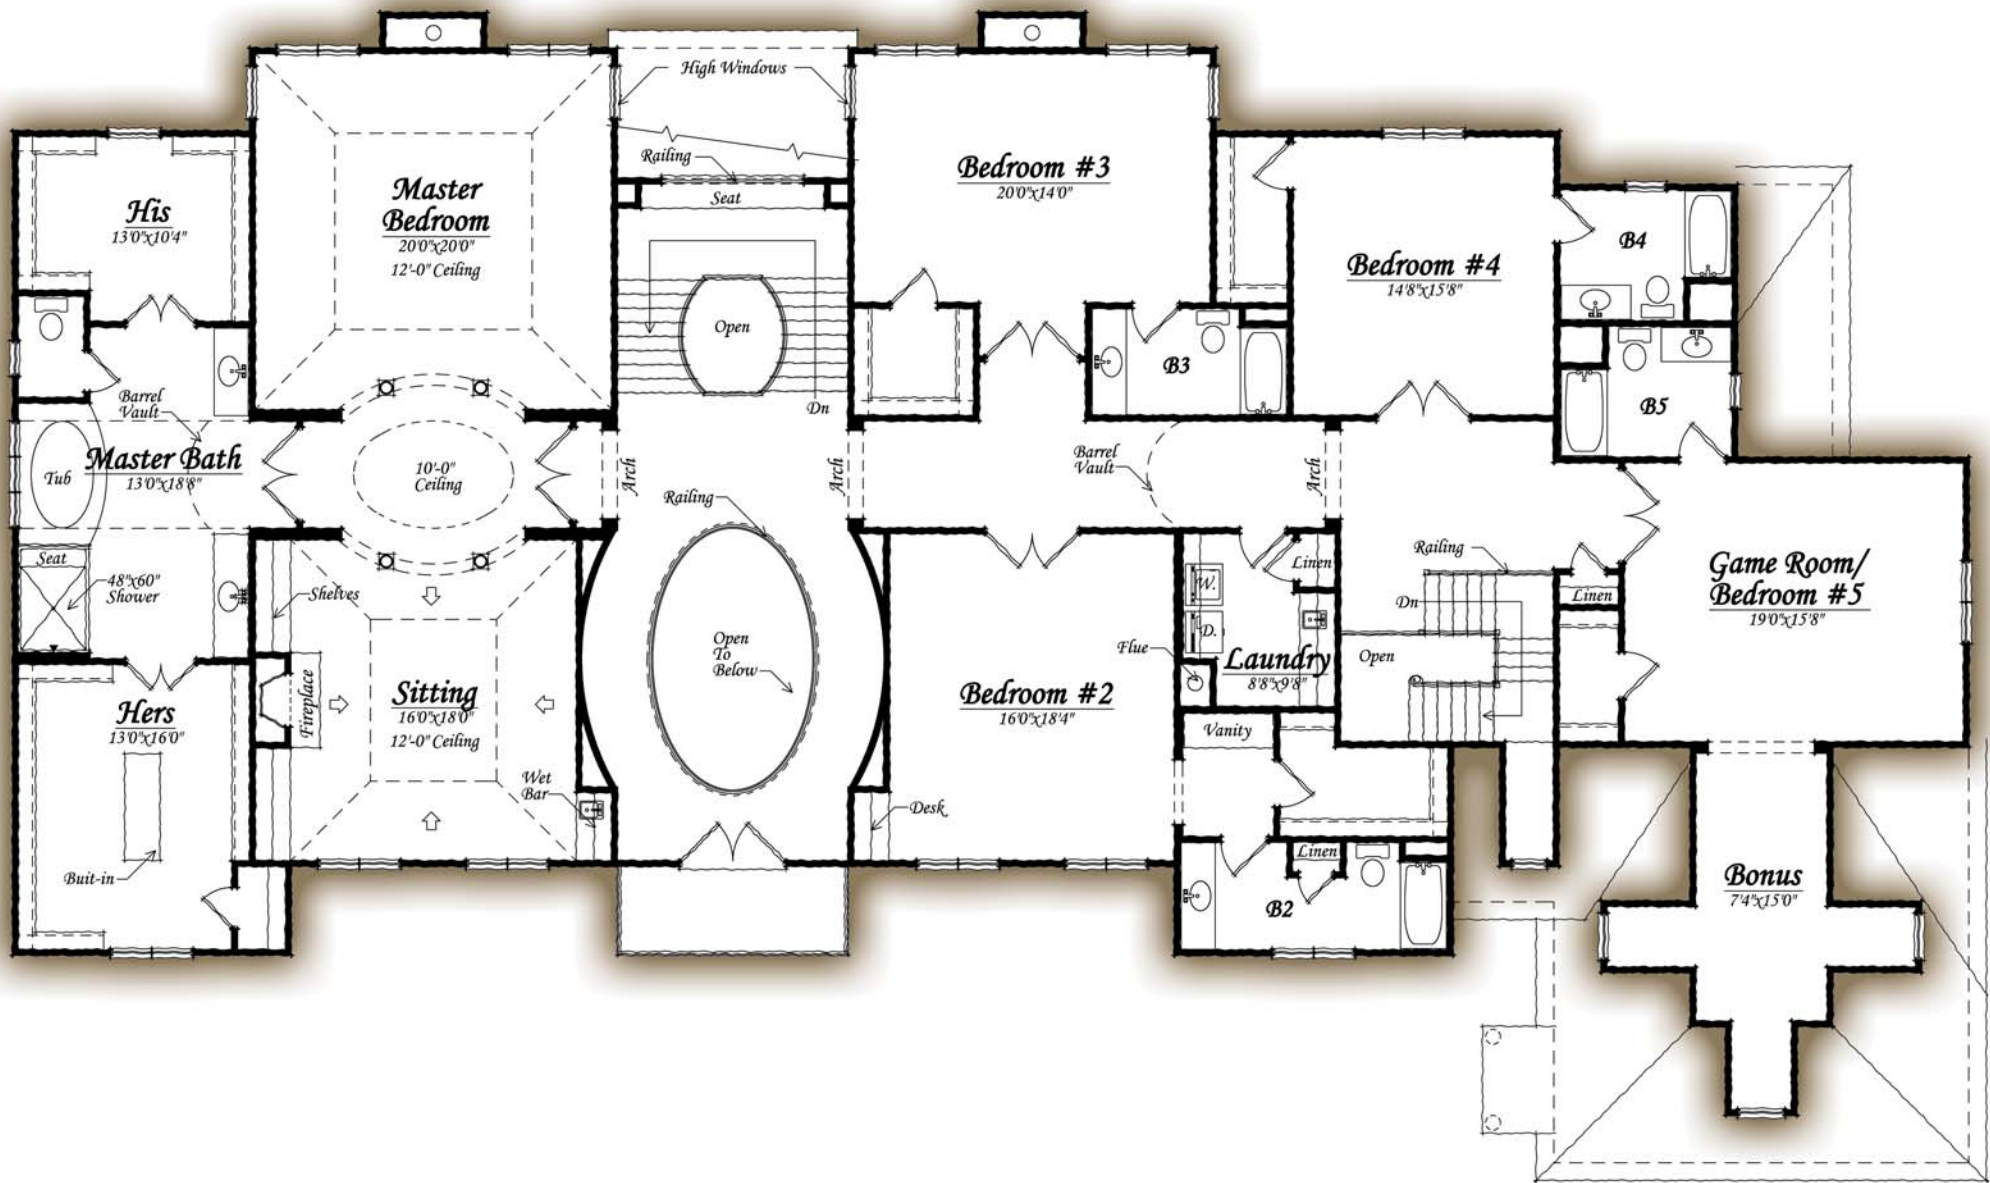 High Windows
Railing
Seat
Bedroom #3
20'0"x14'0"
His
13'0"x10'4"
Master
Bedroom
20'0"x20'0"
12'-0" Ceiling
Bedroom #4
14'8"x15'8"
B4
Open
Dn
B3
B5
Barrel
Vault
Master Bath
13'0"x18'8"
Tub
10'-0"
Ceiling
Arch
Arch
Railing
Barrel
Vault
Arch
Seat
48"x60"
Shower
Shelves
Fireplace
Sitting
16'0"x18'0"
12'-0" Ceiling
Wet
Bar
Hers
13'0"x16'0"
Buit-in
Open
To
Below
Desk
Bedroom #2
16'0"x18'4"
W.
D.
Flue
Linen
Laundry
8'8"x9'8"
Vanity
Linen
B2
Railing
Dn
Open
Linen
Game Room/
Bedroom #5
19'0"x15'8"
Bonus
7'4"x15'0"